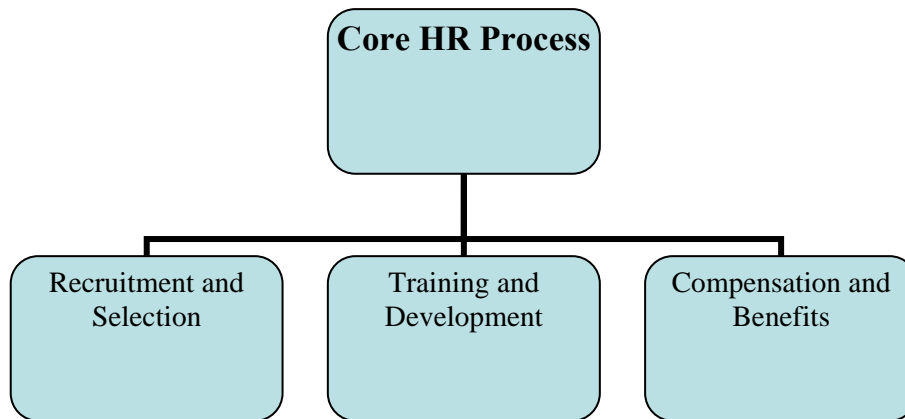 Core HR Process
Recruitment and
Selection
Training and
Development
Compensation and
Benefits